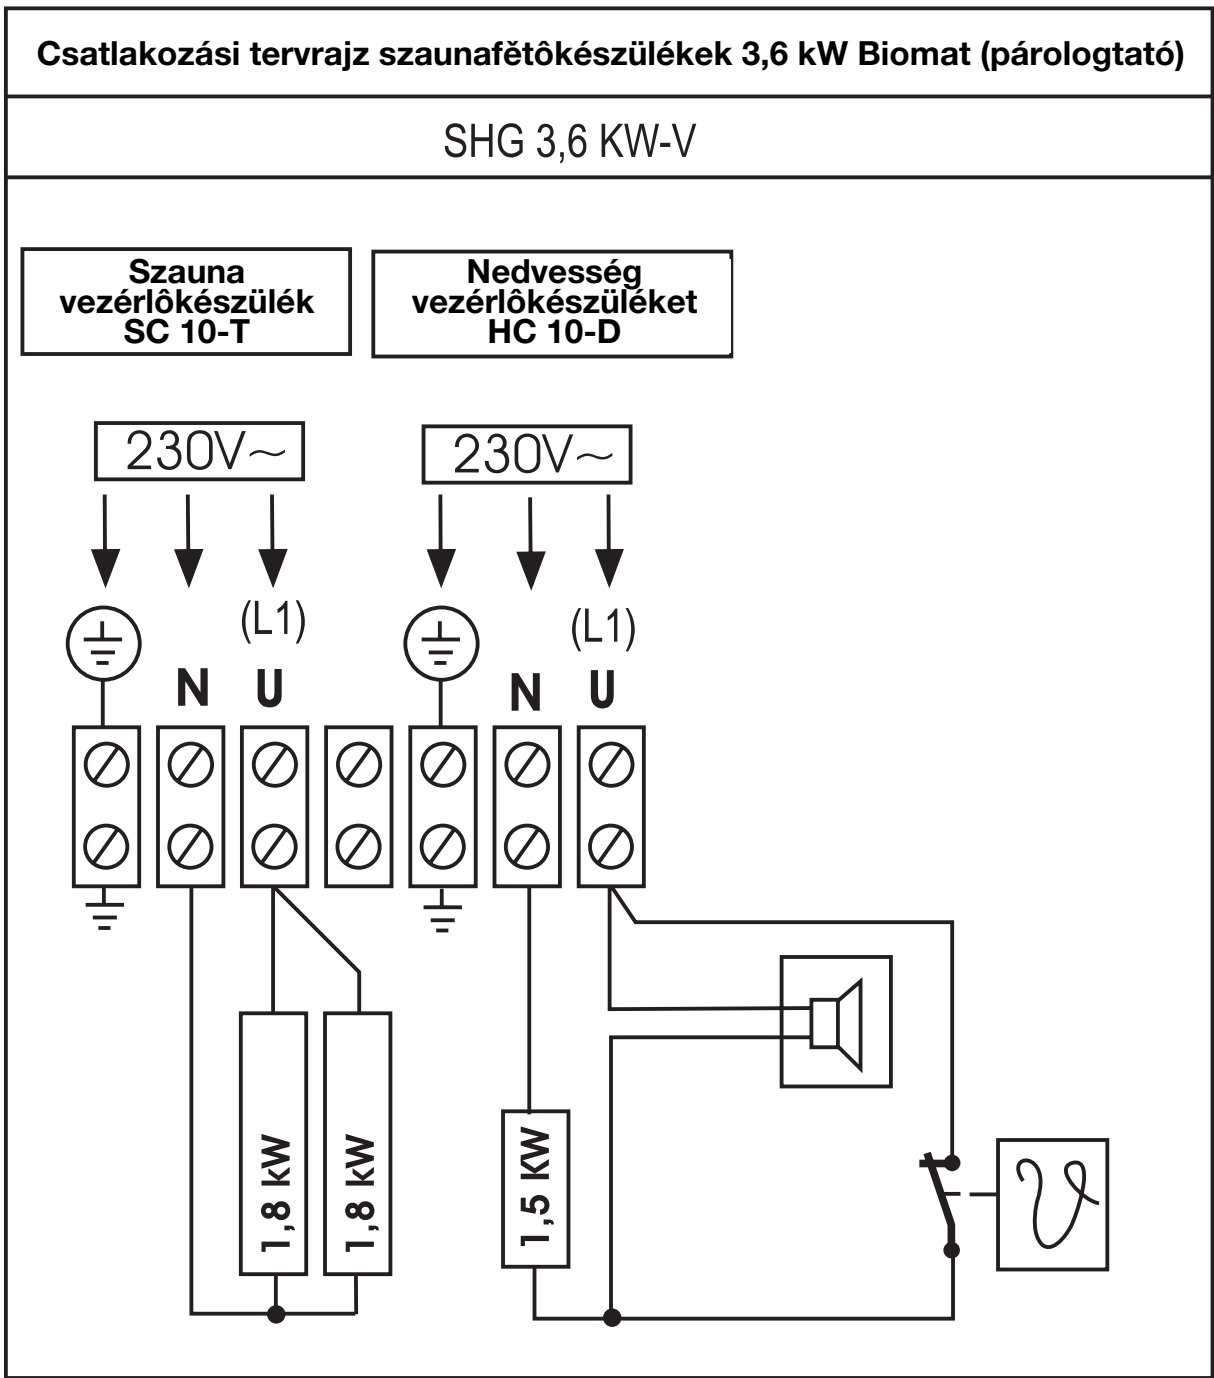 Csatlakozási tervrajz szaunafětôkészülékek 3,6 kW Biomat (párologtató)
SHG 3,6 KW-V
Szauna
vezérlôkészülék
SC 10-T
Nedvesség
vezérlôkészüléket
HC 10-D
230V~
230V~
(L1)
N U
(L1)
N U
1,8 kW
1,8 kW
1,5 KW